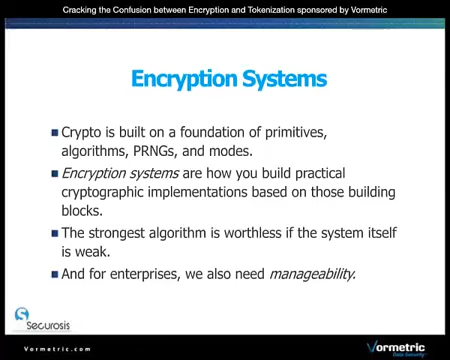 Cracking the Confusion between Encryption and Tokenization sponsored by Vormetric
Encryption Systems
Crypto is built on a foundation of primitives,
algorithms, PRNGs, and modes.
Encryption systems are how you build practical
cryptographic implementations based on those building
blocks.
The strongest algorithm is worthless if the system itself
is weak.
And for enterprises, we also need manageability.
Securosis
Vormetric.com
Vormetric
Data Security